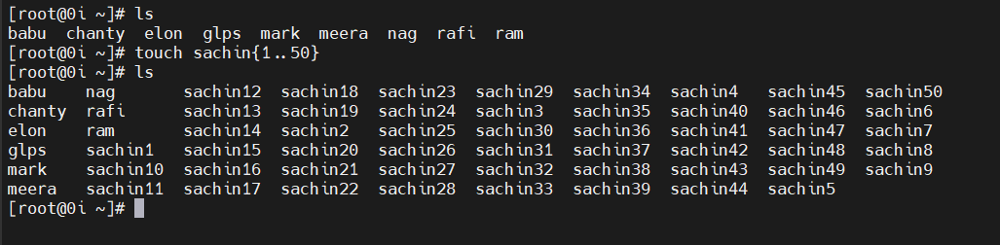 [root@0i ~]# ls
babu  chanty  elon  glps  mark  meera  nag  rafi  ram
[root@0i ~]# touch sachin{1..50}
[root@0i ~]# ls
babu    nag       sachin12  sachin18  sachin23  sachin29  sachin34  sachin4   sachin45  sachin50
chanty  rafi      sachin13  sachin19  sachin24  sachin3   sachin35  sachin40  sachin46  sachin6
elon    ram       sachin14  sachin2   sachin25  sachin30  sachin36  sachin41  sachin47  sachin7
glps    sachin1   sachin15  sachin20  sachin26  sachin31  sachin37  sachin42  sachin48  sachin8
mark    sachin10  sachin16  sachin21  sachin27  sachin32  sachin38  sachin43  sachin49  sachin9
meera   sachin11  sachin17  sachin22  sachin28  sachin33  sachin39  sachin44  sachin5
[root@0i ~]#